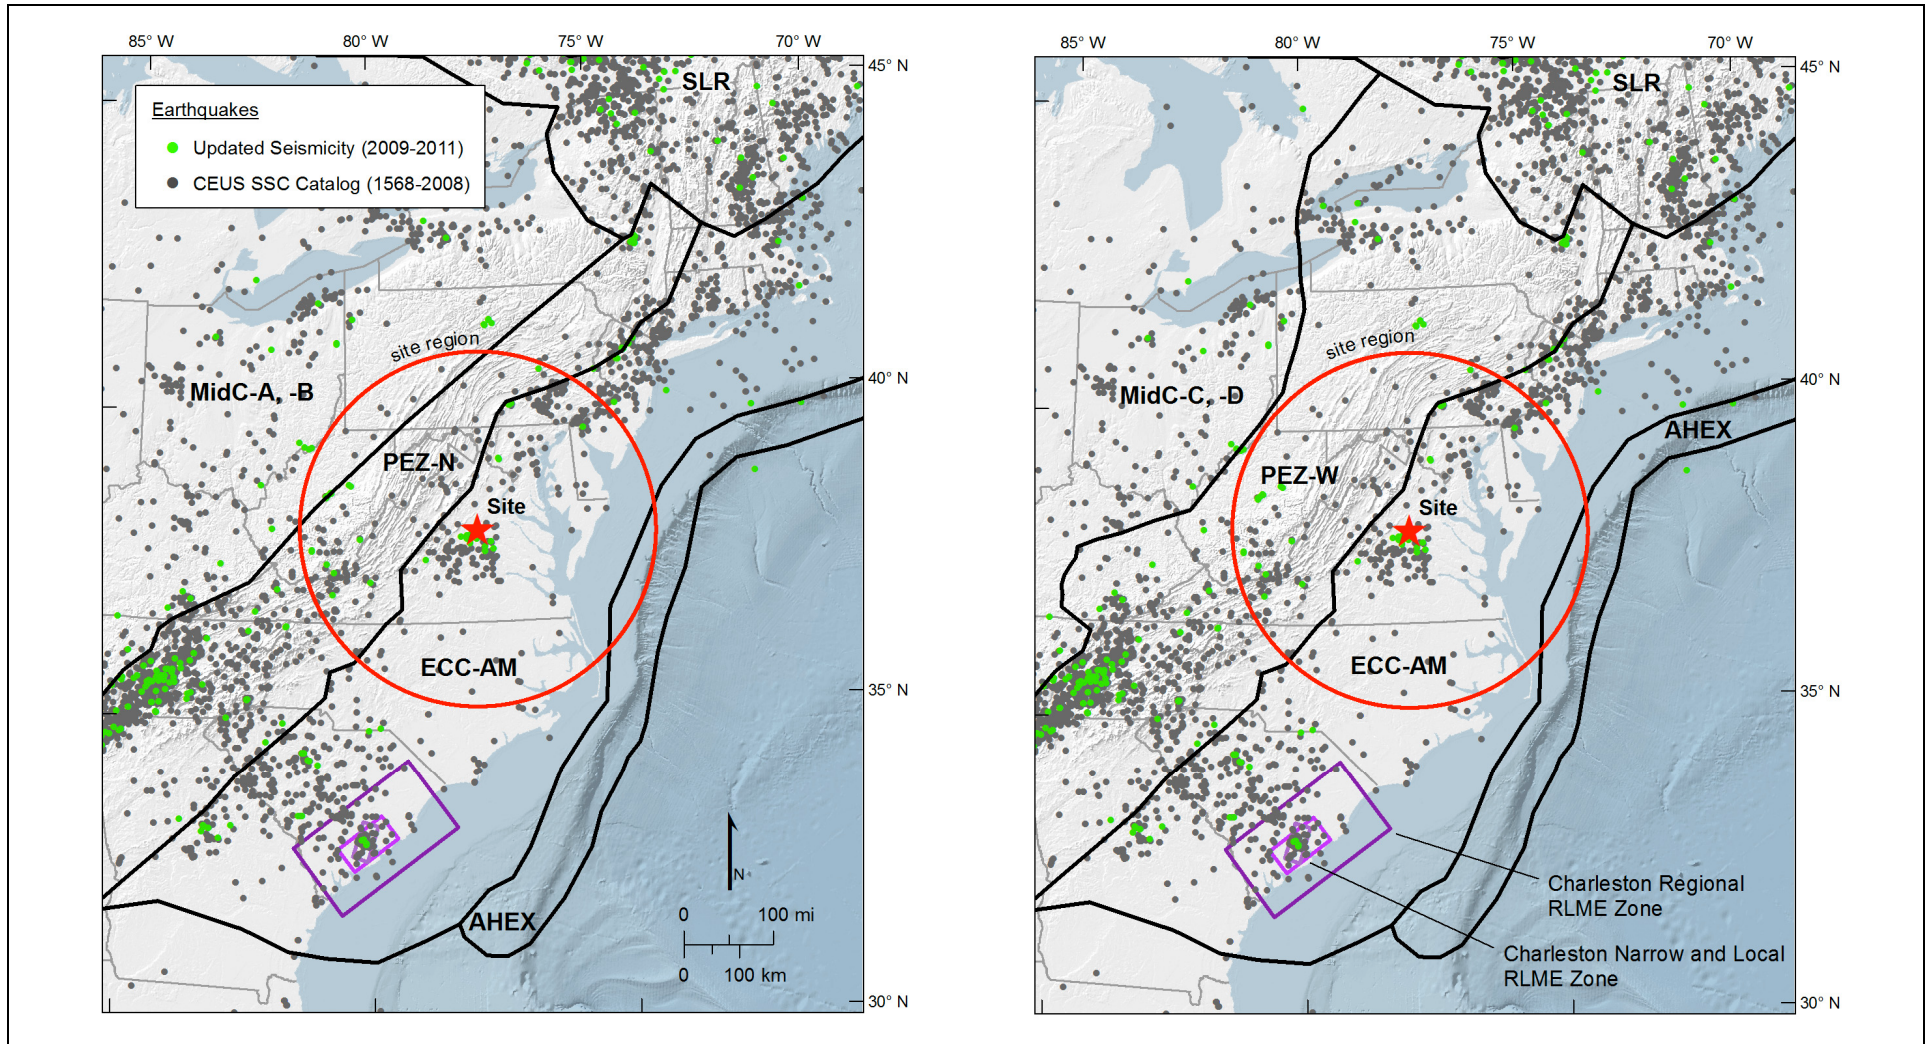 85° W
80° W
75° W
70° W
45° N
SLR
Earthquakes
Updated Seismicity (2009-2011)
CEUS SSC Catalog (1568-2008)
site region
40° N
MidC-A, -B
PEZ-N
Site
ECC-AM
35° N
AHEX
N
0
100 mi
0
100 km
30° N
85° W
80° W
75° W
70° W
45° N
SLR
site region
40° N
MidC-C, -D
AHEX
PEZ-W
Site
ECC-AM
35° N
Charleston Regional
RLME Zone
Charleston Narrow and Local
RLME Zone
30° N